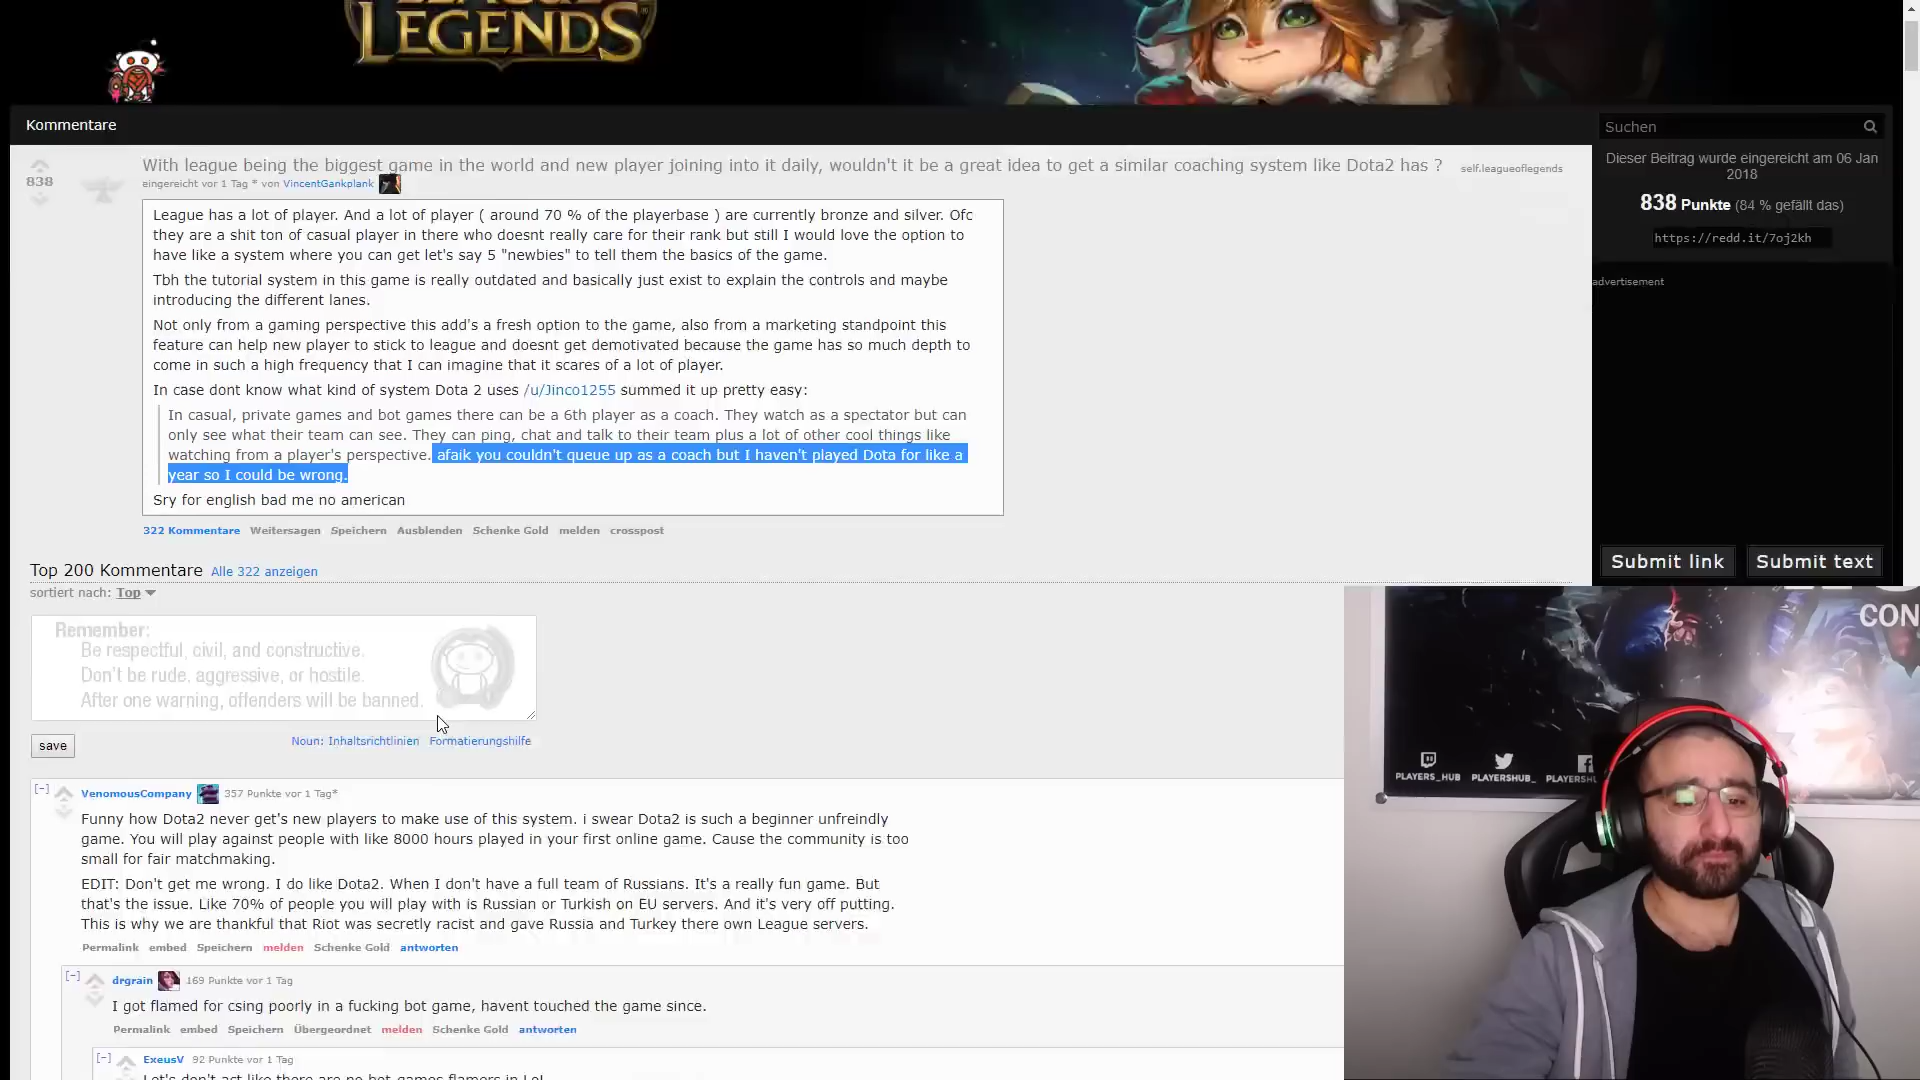 LEGENDS
Kommentare
Suchen
838
With league being the biggest game in the world and new player joining into it daily, wouldn't it be a great idea to get a similar coaching system like Dota2 has ?
self.leagueoflegends
eingereicht vor 1 Tag * von VincentGankplank
League has a lot of player. And a lot of player ( around 70 % of the playerbase ) are currently bronze and silver. Ofc
they are a shit ton of casual player in there who doesnt really care for their rank but still I would love the option to
have like a system where you can get let's say 5 "newbies" to tell them the basics of the game.
Tbh the tutorial system in this game is really outdated and basically just exist to explain the controls and maybe
introducing the different lanes.
Not only from a gaming perspective this add's a fresh option to the game, also from a marketing standpoint this
feature can help new player to stick to league and doesnt get demotivated because the game has so much depth to
come in such a high frequency that I can imagine that it scares of a lot of player.
In case dont know what kind of system Dota 2 uses /u/Jinco1255 summed it up pretty easy:
In casual, private games and bot games there can be a 6th player as a coach. They watch as a spectator but can
only see what their team can see. They can ping, chat and talk to their team plus a lot of other cool things like
watching from a player's perspective. afaik you couldn't queue up as a coach but I haven't played Dota for like a
year so I could be wrong.
Sry for english bad me no american
322 Kommentare Weitersagen Speichern Ausblenden Schenke Gold melden crosspost
Dieser Beitrag wurde eingereicht am 06 Jan
2018
838 Punkte (84 % gefällt das)
https://redd.it/7oj2kh
advertisement
Submit link
Submit text
Top 200 Kommentare Alle 322 anzeigen
sortiert nach: Top
Remember:
Be respectful, civil, and constructive.
Don't be rude, aggressive, or hostile.
After one warning, offenders will be banned.
save
Noun: Inhaltsrichtlinien Formatierungshilfe
[-]
VenomousCompany 357 Punkte vor 1 Tag*
Funny how Dota2 never get's new players to make use of this system. i swear Dota2 is such a beginner unfreindly
game. You will play against people with like 8000 hours played in your first online game. Cause the community is too
small for fair matchmaking.
EDIT: Don't get me wrong. I do like Dota2. When I don't have a full team of Russians. It's a really fun game. But
that's the issue. Like 70% of people you will play with is Russian or Turkish on EU servers. And it's very off putting.
This is why we are thankful that Riot was secretly racist and gave Russia and Turkey there own League servers.
Permalink embed Speichern melden Schenke Gold antworten
[-]
drgrain 169 Punkte vor 1 Tag
I got flamed for csing poorly in a fucking bot game, havent touched the game since.
Permalink embed Speichern Übergeordnet melden Schenke Gold antworten
[-]
ExeusV 92 Punkte vor 1 Tag
Let's don't act like there are no bot games flamers in LoL
CON
PLAYERS_HUB
PLAYERSHUB_